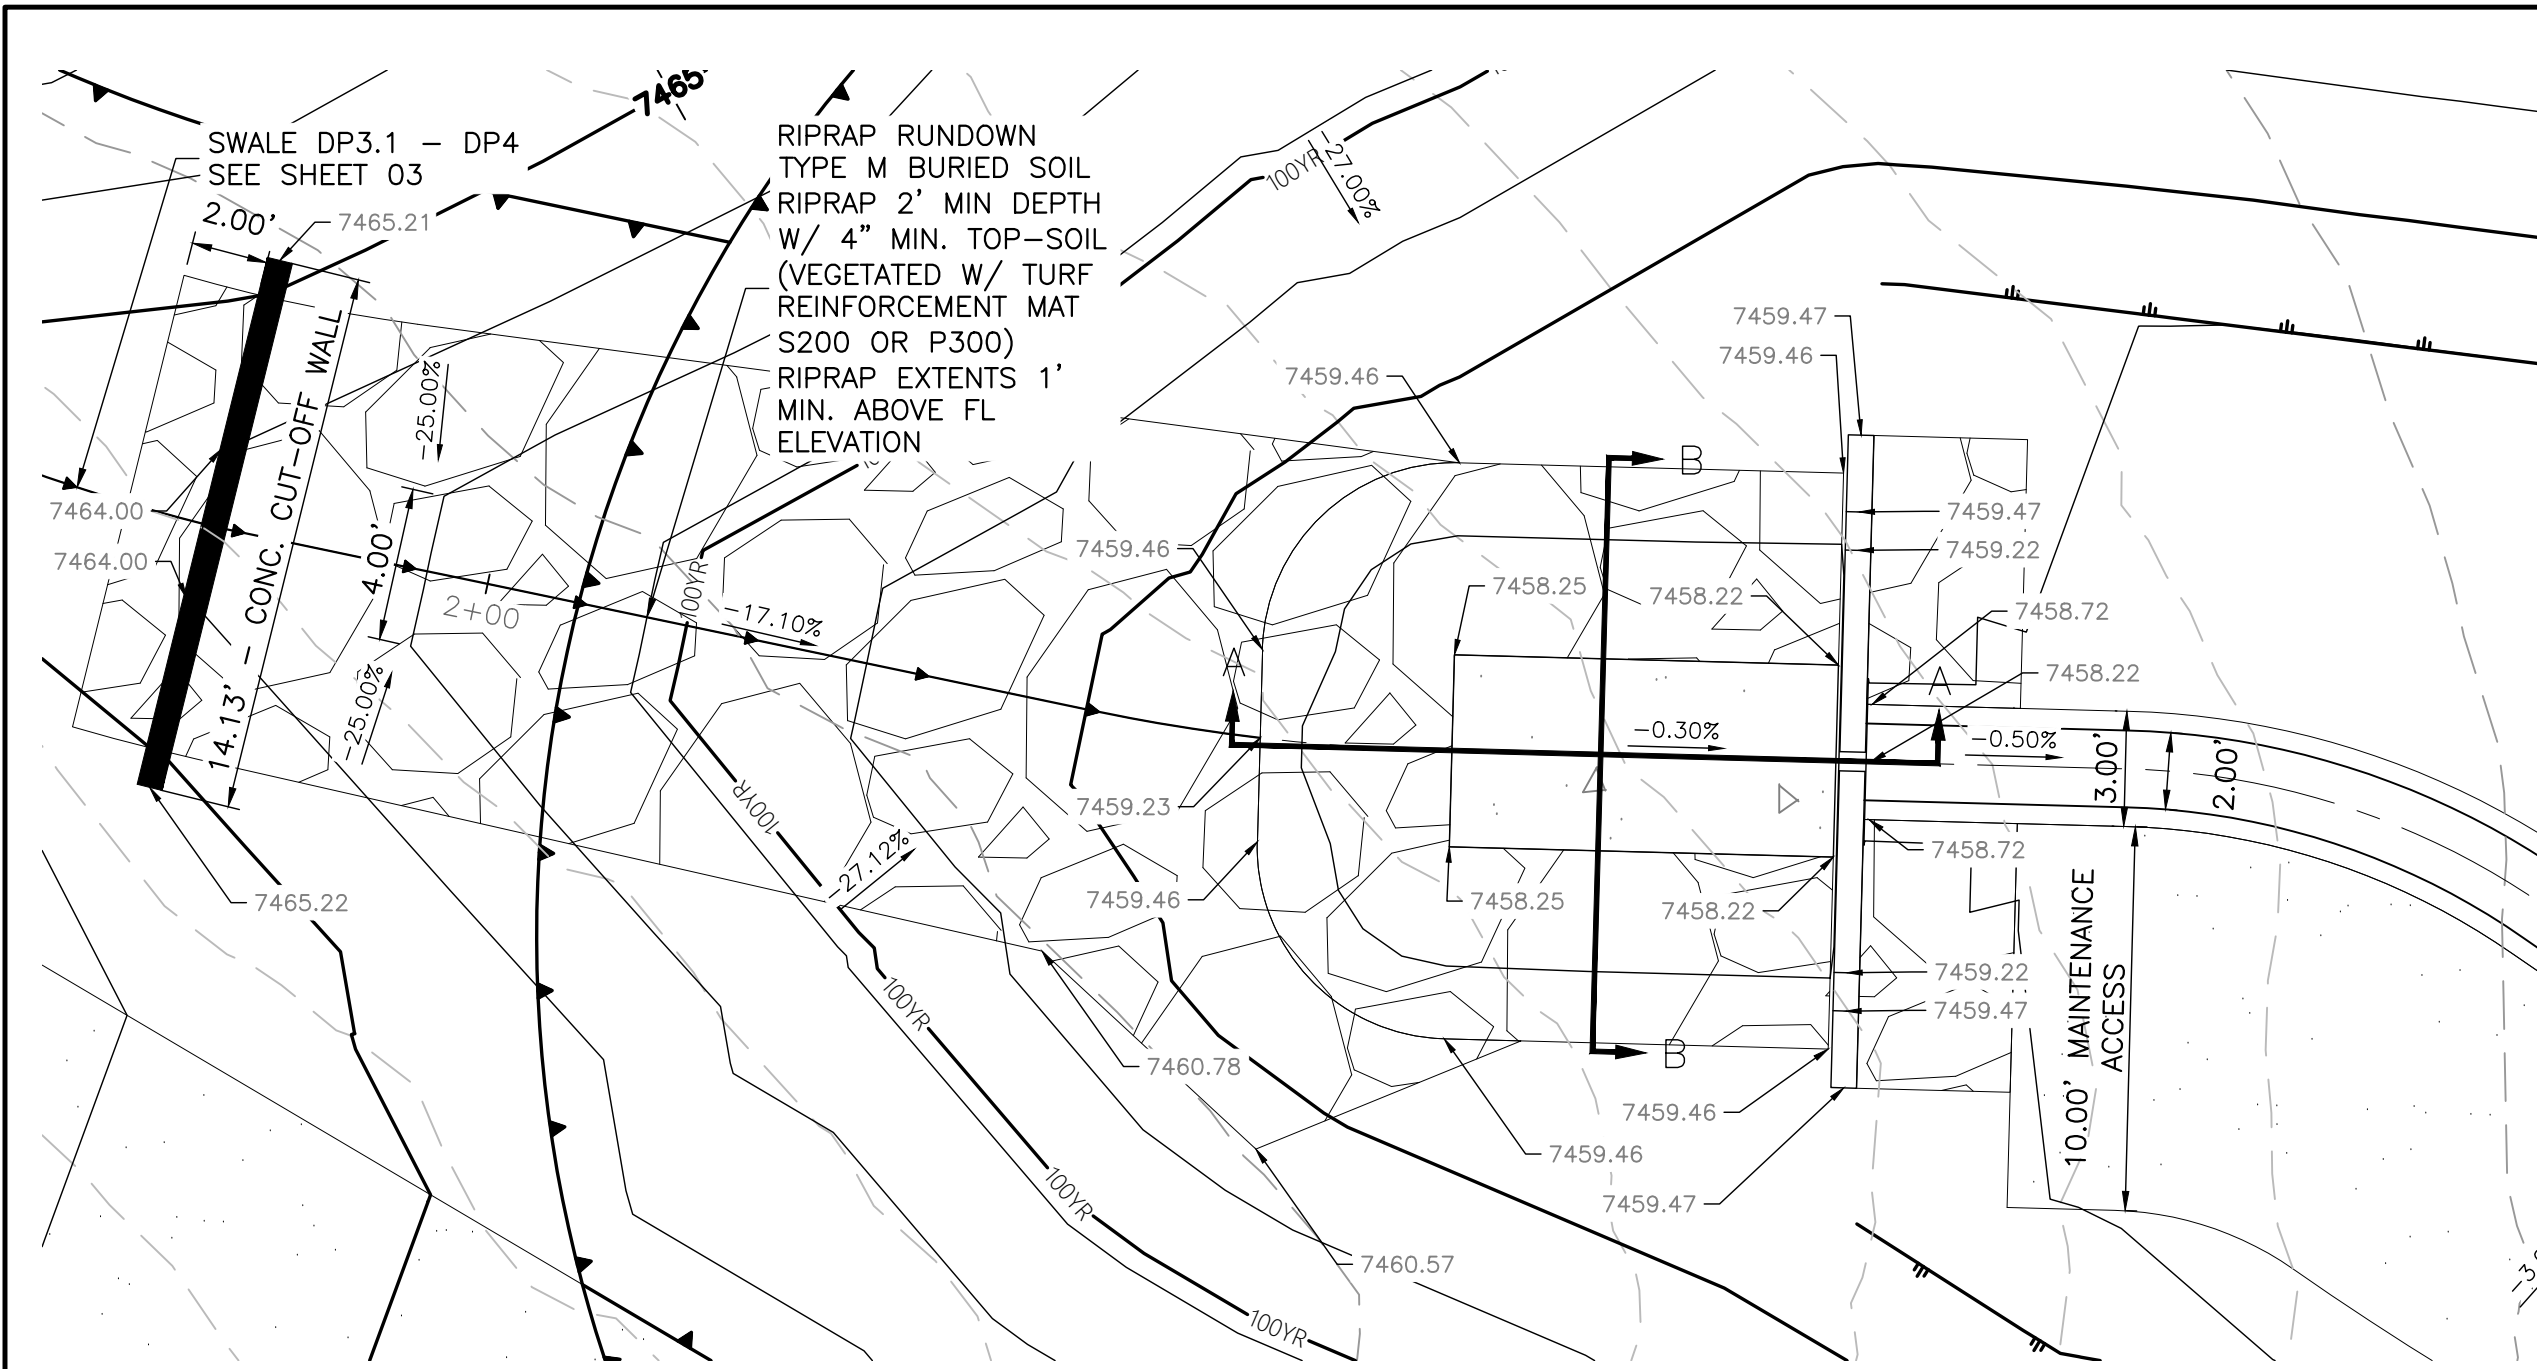 7465
SWALE DP3.1 – DP4
SEE SHEET 03
2.00'
7465.21
RIPRAP RUNDOWN
TYPE M BURIED SOIL
RIPRAP 2' MIN DEPTH
W/ 4" MIN. TOP-SOIL
(VEGETATED W/ TURF
REINFORCEMENT MAT
S200 OR P300)
RIPRAP EXTENTS 1'
MIN. ABOVE FL
ELEVATION
100YR
-27.00%
7459.47
7459.46
7459.46
14.13' – CONC. CUT-OFF WALL
-25.00%
7464.00
7464.00
4.00'
2+00
-25.00%
7465.22
100YR
-17.10%
100YR
-27.12%
7459.46
A
7459.23
7459.46
B
7458.25
7458.22
7459.47
7459.22
7458.72
7458.22
A
-0.30%
-0.50%
3.00'
2.00'
7458.25
7458.22
7458.72
7459.22
7459.47
10.00' MAINTENANCE
ACCESS
B
7460.78
7459.46
7459.46
7459.47
7460.57
100YR
100YR
100YR